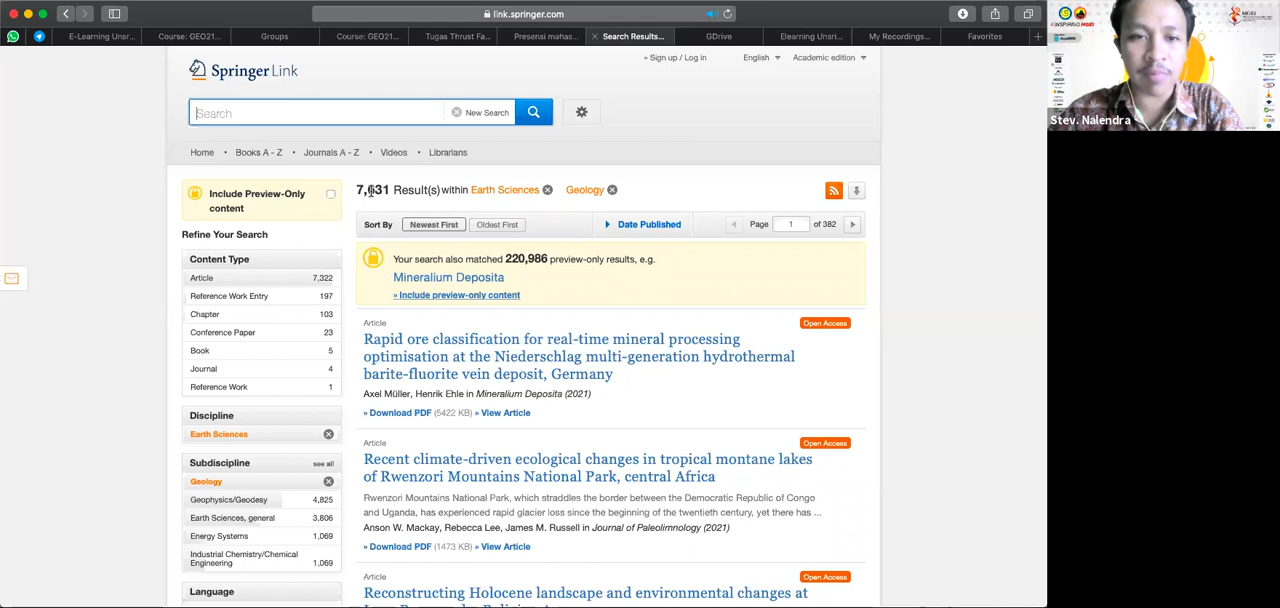 link.springer.com
E-Learning Unsr...
Course: GEO21...
Groups
Course: GEO21...
Tugas Thrust Fa...
Presensi mahas...
Search Results...
GDrive
Elearning Unsri...
My Recordings...
Favorites
Springer Link
» Sign up / Log in
English
Academic edition
Search
New Search
Home • Books A - Z • Journals A - Z • Videos • Librarians
Include Preview-Only
content
Refine Your Search
Content Type
Article 7,322
Reference Work Entry 197
Chapter 103
Conference Paper 23
Book 5
Journal 4
Reference Work 1
Discipline
Earth Sciences
Subdiscipline see all
Geology
Geophysics/Geodesy 4,825
Earth Sciences, general 3,806
Energy Systems 1,069
Industrial Chemistry/Chemical
Engineering 1,069
Language
7,631 Result(s) within Earth Sciences Geology
Sort By Newest First Oldest First Date Published Page 1 of 382
Your search also matched 220,986 preview-only results, e.g.
Mineralium Deposita
» Include preview-only content
Article
Open Access
Rapid ore classification for real-time mineral processing
optimisation at the Niederschlag multi-generation hydrothermal
barite-fluorite vein deposit, Germany
Axel Müller, Henrik Ehle in Mineralium Deposita (2021)
» Download PDF (5422 KB) » View Article
Article
Open Access
Recent climate-driven ecological changes in tropical montane lakes
of Rwenzori Mountains National Park, central Africa
Rwenzori Mountains National Park, which straddles the border between the Democratic Republic of Congo
and Uganda, has experienced rapid glacier loss since the beginning of the twentieth century, yet there has ...
Anson W. Mackay, Rebecca Lee, James M. Russell in Journal of Paleolimnology (2021)
» Download PDF (1473 KB) » View Article
Article
Open Access
Reconstructing Holocene landscape and environmental changes at
Stev. Nalendra